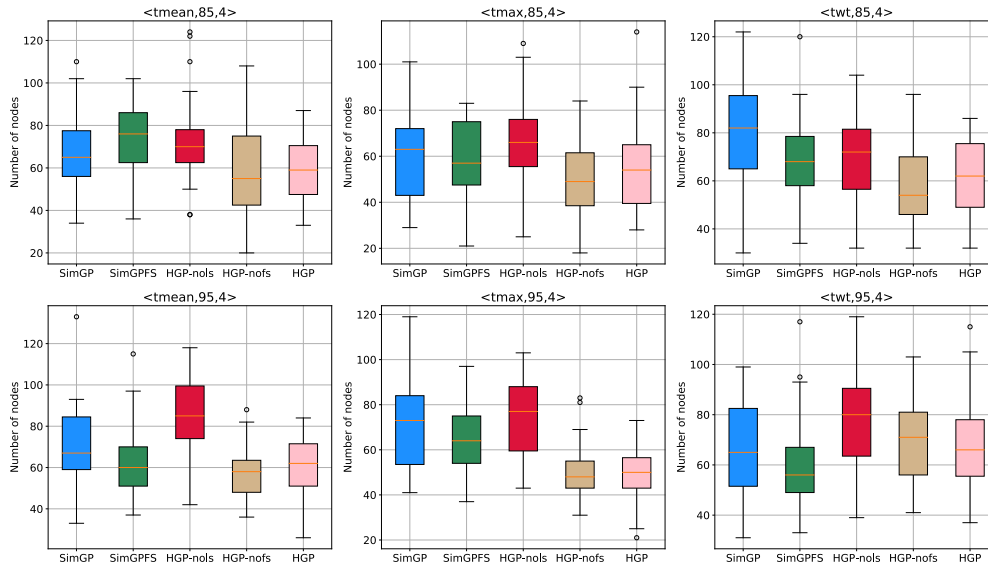 <tmean,85,4>
Number of nodes
120
100
80
60
40
20
SimGP SimGPFS HGP-nols HGP-nofs HGP
<tmax,85,4>
Number of nodes
100
80
60
40
20
SimGP SimGPFS HGP-nols HGP-nofs HGP
<twt,85,4>
Number of nodes
120
100
80
60
40
SimGP SimGPFS HGP-nols HGP-nofs HGP
<tmean,95,4>
Number of nodes
120
100
80
60
40
SimGP SimGPFS HGP-nols HGP-nofs HGP
<tmax,95,4>
Number of nodes
120
100
80
60
40
20
SimGP SimGPFS HGP-nols HGP-nofs HGP
<twt,95,4>
Number of nodes
120
100
80
60
40
SimGP SimGPFS HGP-nols HGP-nofs HGP